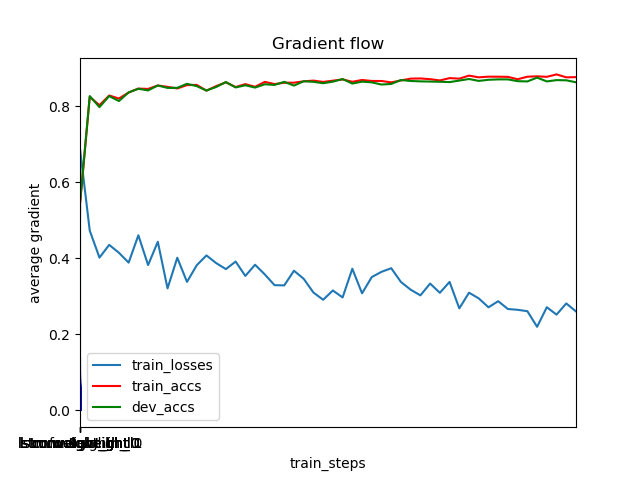 Gradient flow
average gradient
0.8
0.6
0.4
0.2
0.0
train_losses
train_accs
dev_accs
train_steps